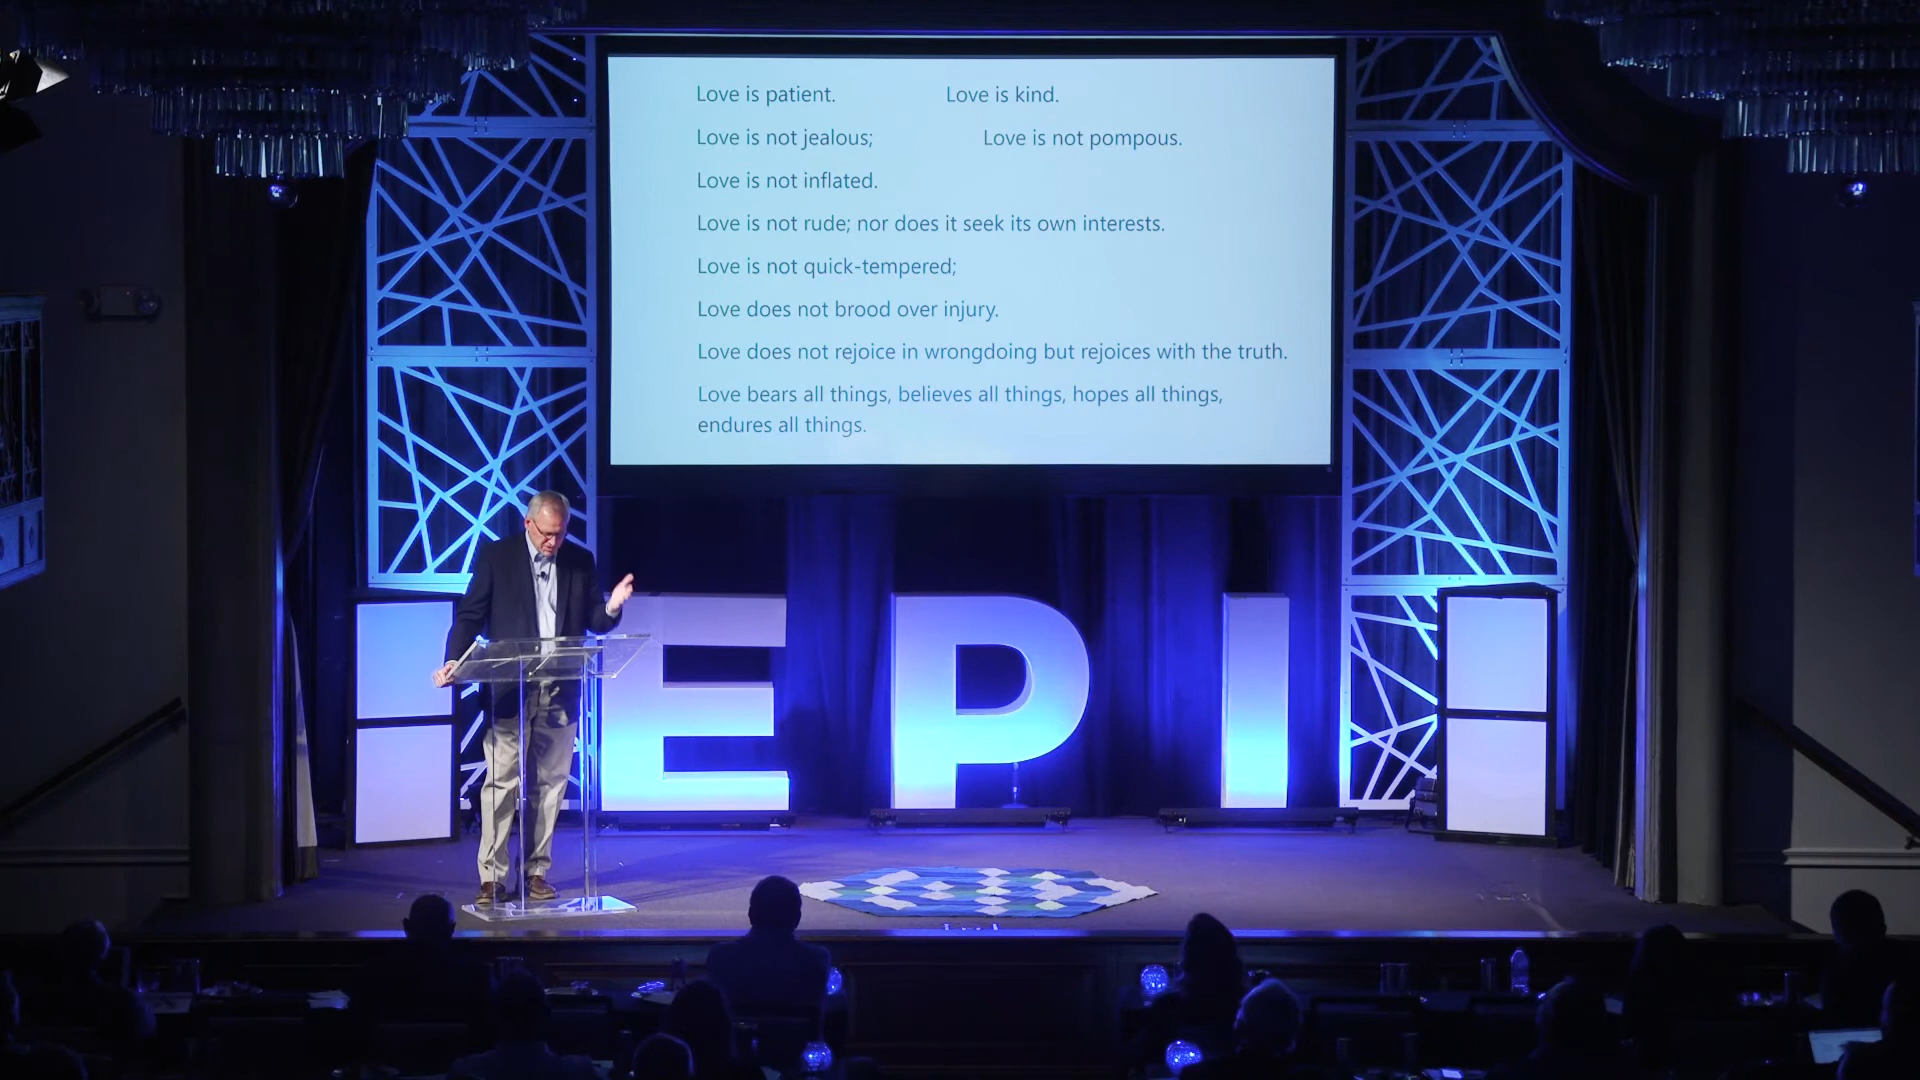 Love is patient. Love is kind.
Love is not jealous; Love is not pompous.
Love is not inflated.
Love is not rude; nor does it seek its own interests.
Love is not quick-tempered;
Love does not brood over injury.
Love does not rejoice in wrongdoing but rejoices with the truth.
Love bears all things, believes all things, hopes all things,
endures all things.
EPI